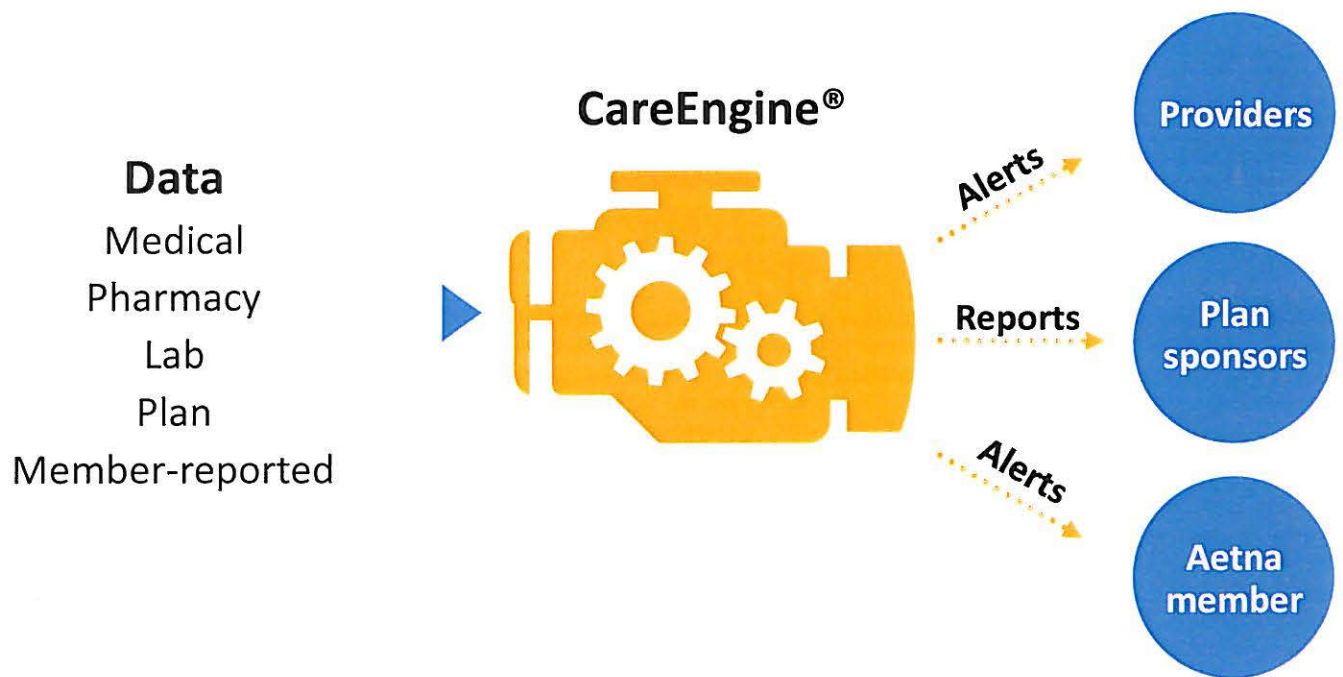 CareEngine®
Data
Medical
Pharmacy
Lab
Plan
Member-reported
Alerts
Reports
Alerts
Providers
Plan
sponsors
Aetna
member